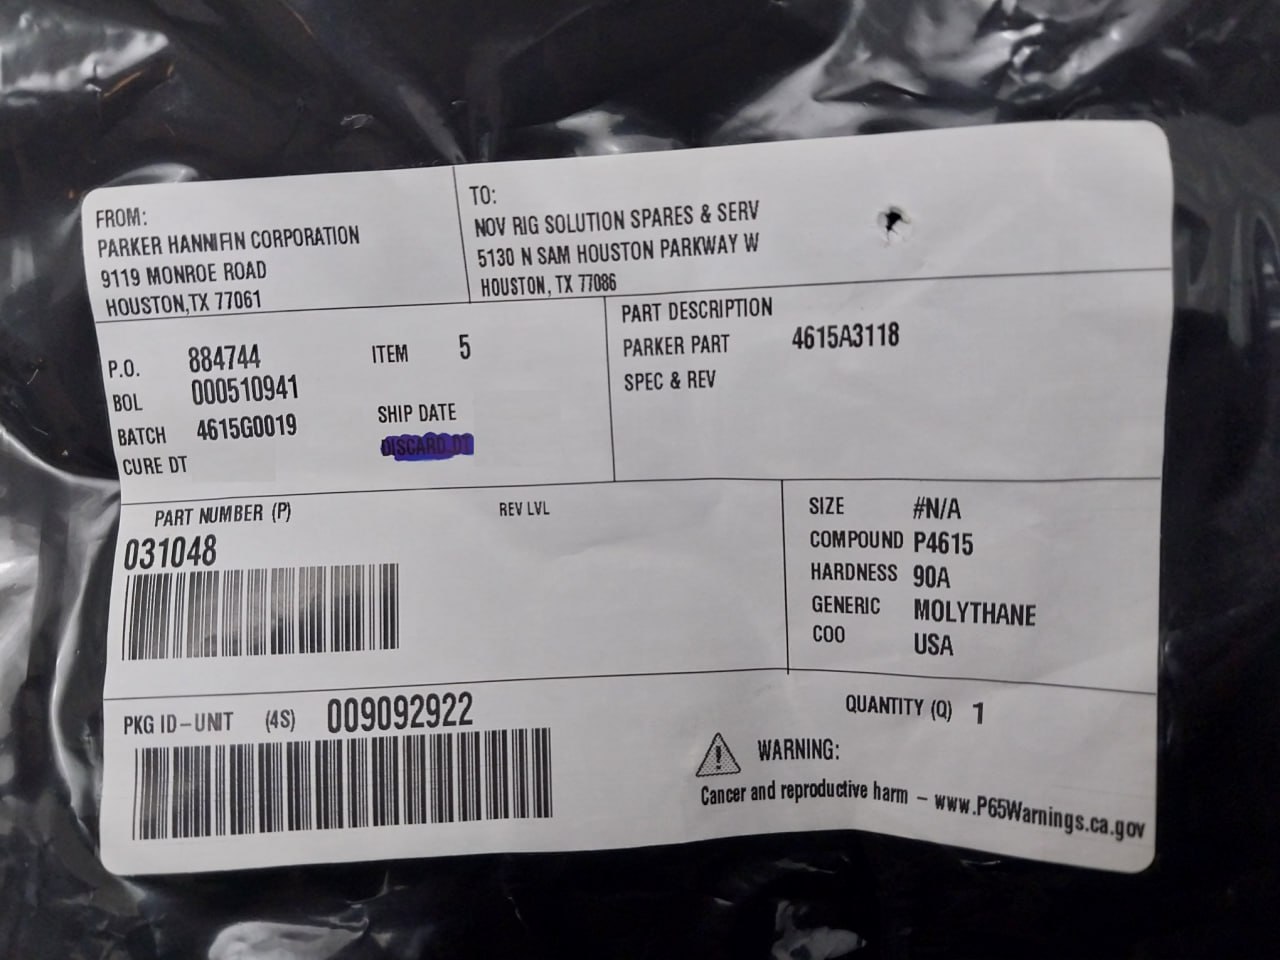 FROM:
PARKER HANNIFIN CORPORATION
9119 MONROE ROAD
HOUSTON,TX 77061
TO:
NOV RIG SOLUTION SPARES & SERV
5130 N SAM HOUSTON PARKWAY W
HOUSTON, TX 77086
P.O. 884744 ITEM 5
BOL 000510941
BATCH 4615G0019 SHIP DATE
CURE DT DISCARD DT
PART DESCRIPTION
PARKER PART 4615A3118
SPEC & REV
PART NUMBER (P) REV LVL
031048
SIZE #N/A
COMPOUND P4615
HARDNESS 90A
GENERIC MOLYTHANE
COO USA
PKG ID-UNIT (4S) 009092922
QUANTITY (Q) 1
WARNING:
Cancer and reproductive harm - www.P65Warnings.ca.gov